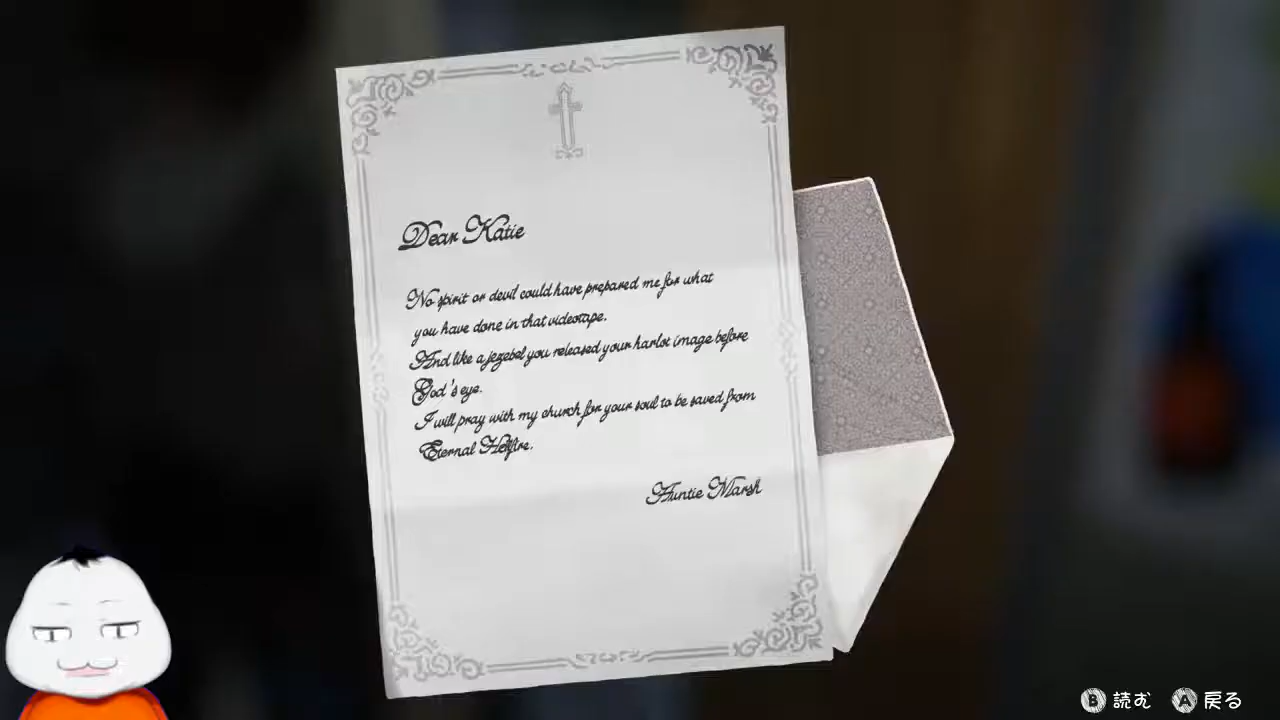 Dear Katie
No spirit or devil could have prepared me for what
you have done in that videotape.
And like a jezebel you released your harlot image before
God's eye.
I will pray with my church for your soul to be saved from
Eternal Hellfire.
Auntie Marsh
B 読む A 戻る